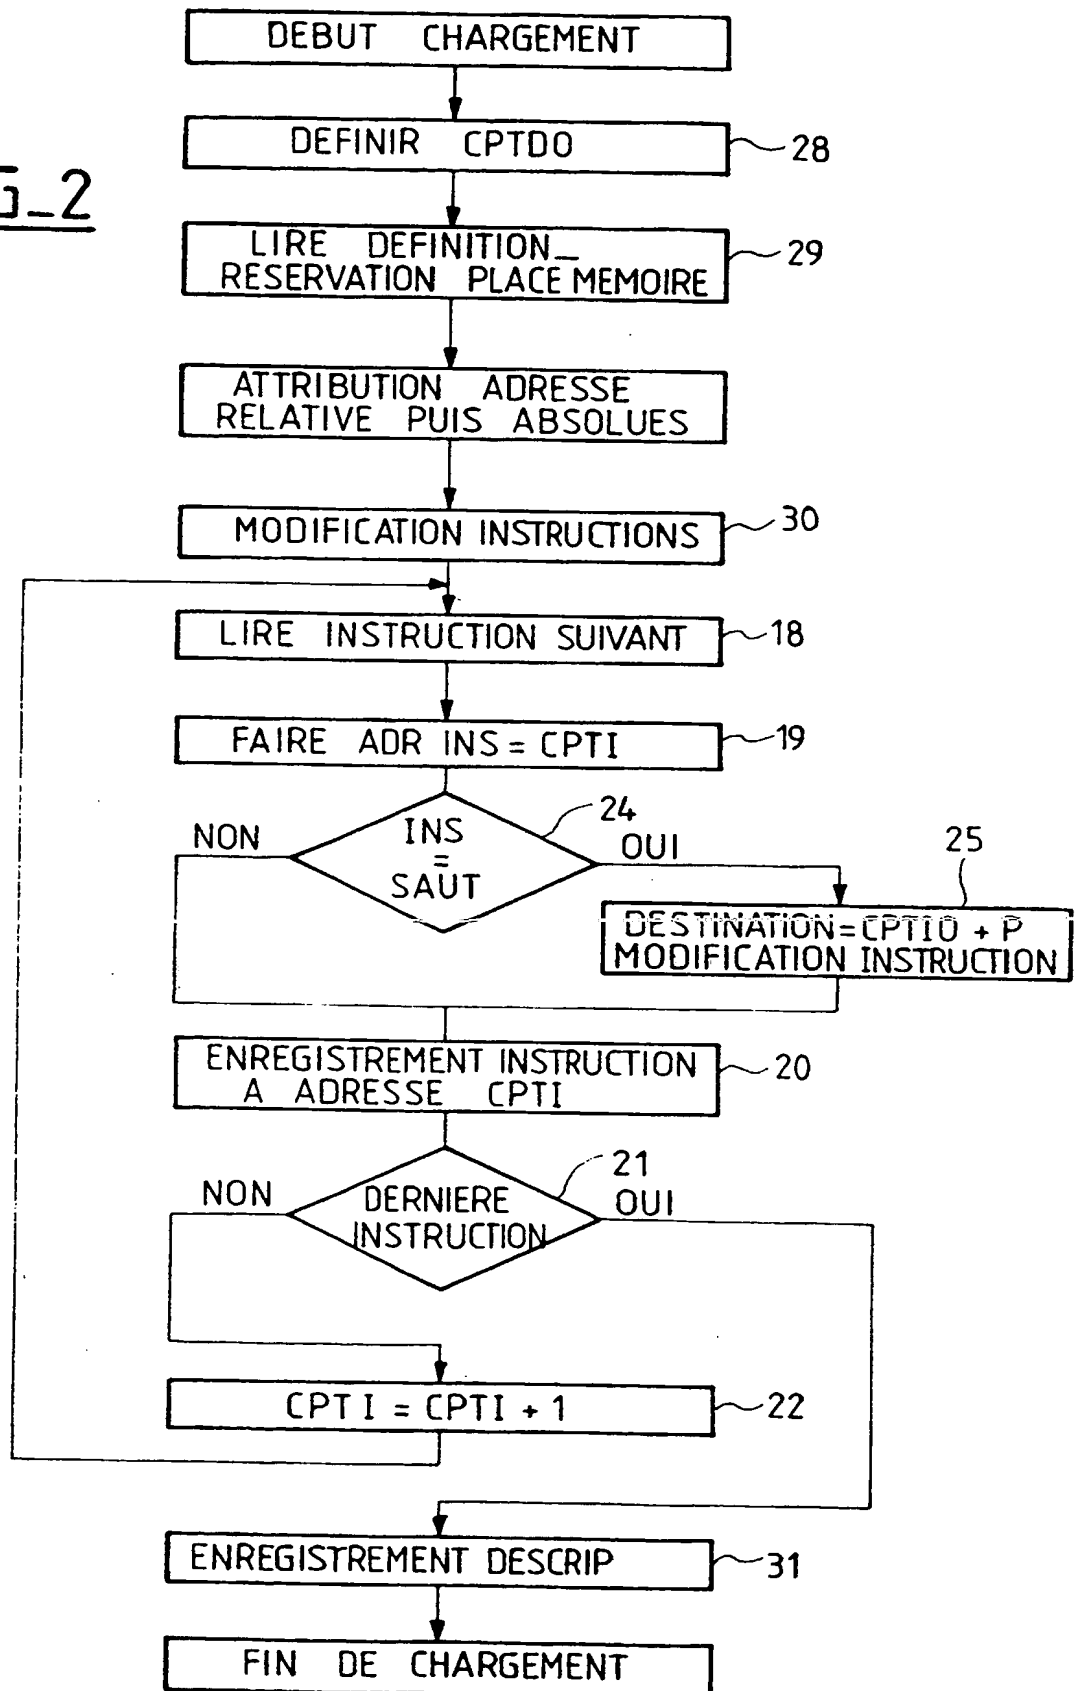 DEBUT CHARGEMENT
DEFINIR CPTDO
28
G_2
LIRE DEFINITION_
RESERVATION PLACE MEMOIRE
29
ATTRIBUTION ADRESSE
RELATIVE PUIS ABSOLUES
MODIFICATION INSTRUCTIONS
30
LIRE INSTRUCTION SUIVANT
18
FAIRE ADR INS = CPTI
19
24
NON
INS
=
SAUT
OUI
25
DESTINATION = CPTIO + P
MODIFICATION INSTRUCTION
ENREGISTREMENT INSTRUCTION
A ADRESSE CPTI
20
21
NON
DERNIERE
INSTRUCTION
OUI
CPTI = CPTI + 1
22
ENREGISTREMENT DESCRIP
31
FIN DE CHARGEMENT